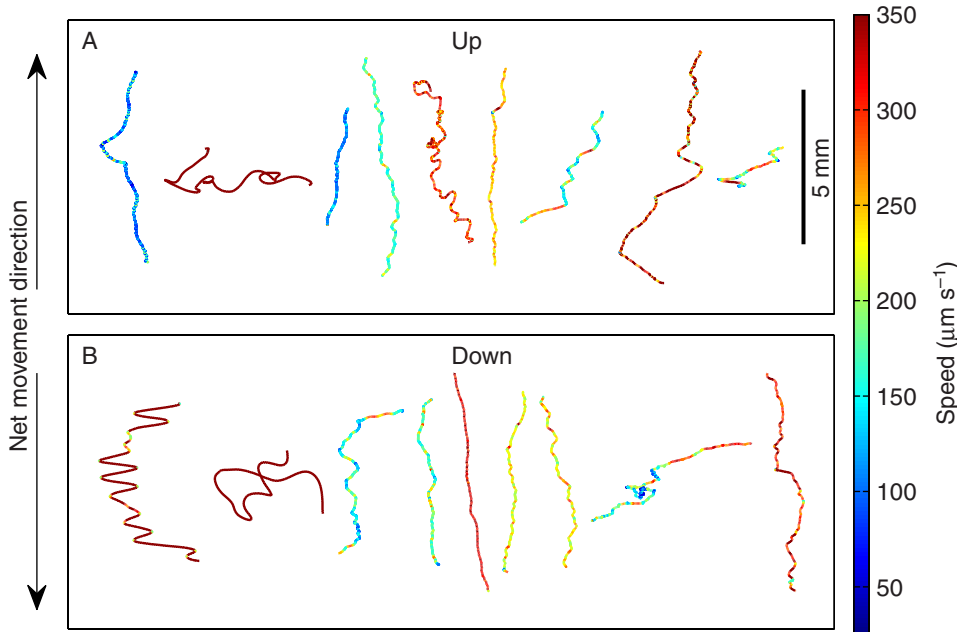 A
Up
5 mm
B
Down
Net movement direction
350
300
250
200
150
100
50
Speed (μm s⁻¹)